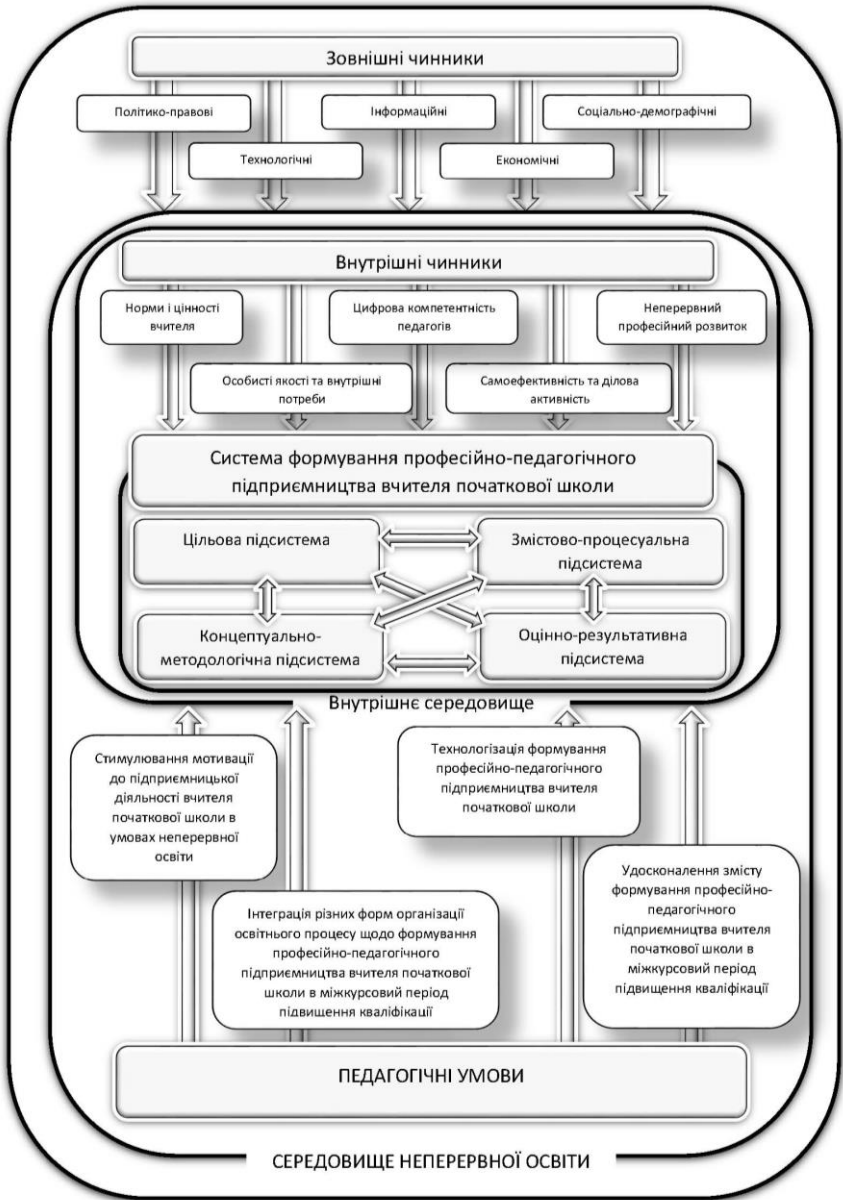 Зовнішні чинники
Політико-правові
Інформаційні
Соціально-демографічні
Технологічні
Економічні
Внутрішні чинники
Норми і цінності
вчителя
Цифрова компетентність
педагогів
Неперервний
професійний розвиток
Особисті якості та внутрішні
потреби
Самоефективність та ділова
активність
Система формування професійно-педагогічного
підприємництва вчителя початкової школи
Цільова підсистема
Змістово-процесуальна
підсистема
Концептуально-
методологічна підсистема
Оцінно-результативна
підсистема
Внутрішнє середовище
Стимулювання мотивації
до підприємницької
діяльності вчителя
початкової школи в
умовах неперервної
освіти
Технологізація формування
професійно-педагогічного
підприємництва вчителя
початкової школи
Інтеграція різних форм організації
освітнього процесу щодо формування
професійно-педагогічного
підприємництва вчителя початкової
школи в міжкурсовий період
підвищення кваліфікації
Удосконалення змісту
формування професійно-
педагогічного
підприємництва вчителя
початкової школи в
міжкурсовий період
підвищення кваліфікації
ПЕДАГОГІЧНІ УМОВИ
СЕРЕДОВИЩЕ НЕПЕРЕРВНОЇ ОСВІТИ